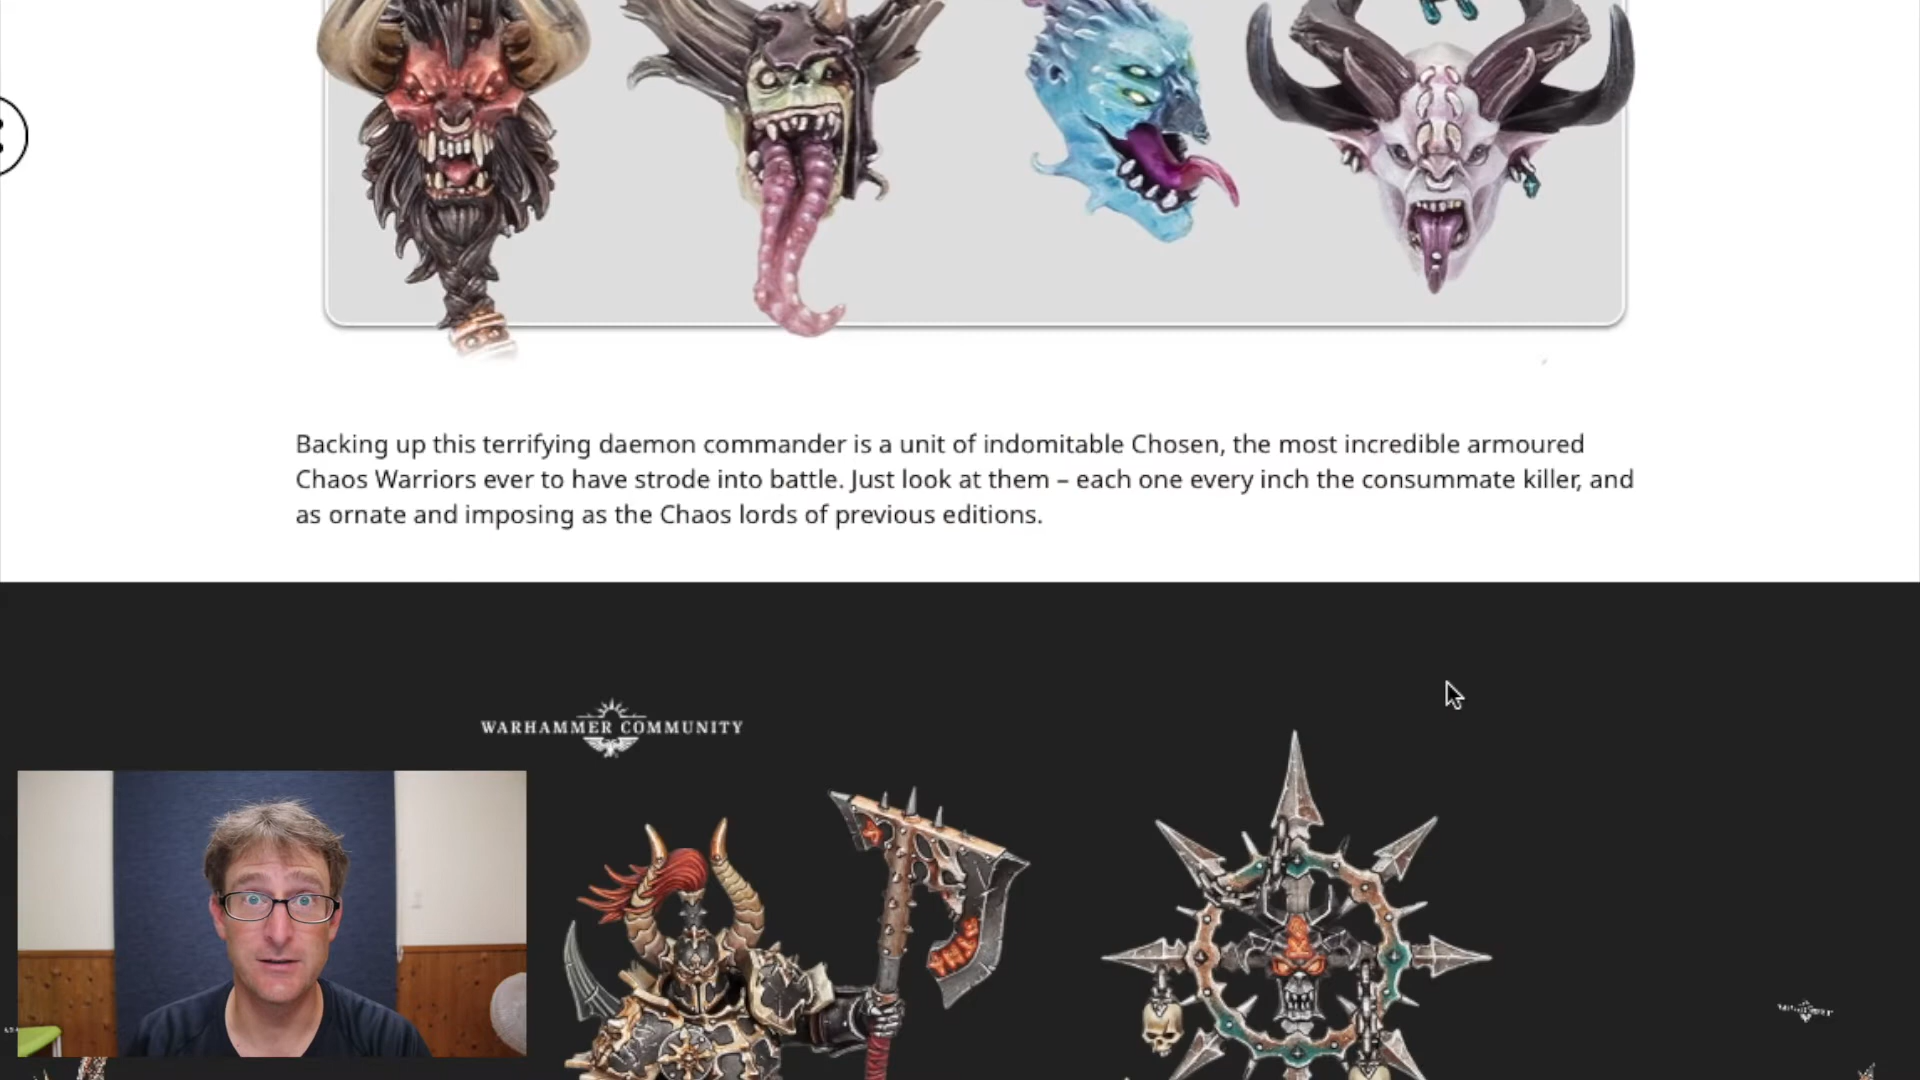 Backing up this terrifying daemon commander is a unit of indomitable Chosen, the most incredible armoured
Chaos Warriors ever to have strode into battle. Just look at them – each one every inch the consummate killer, and
as ornate and imposing as the Chaos lords of previous editions.
WARHAMMER COMMUNITY